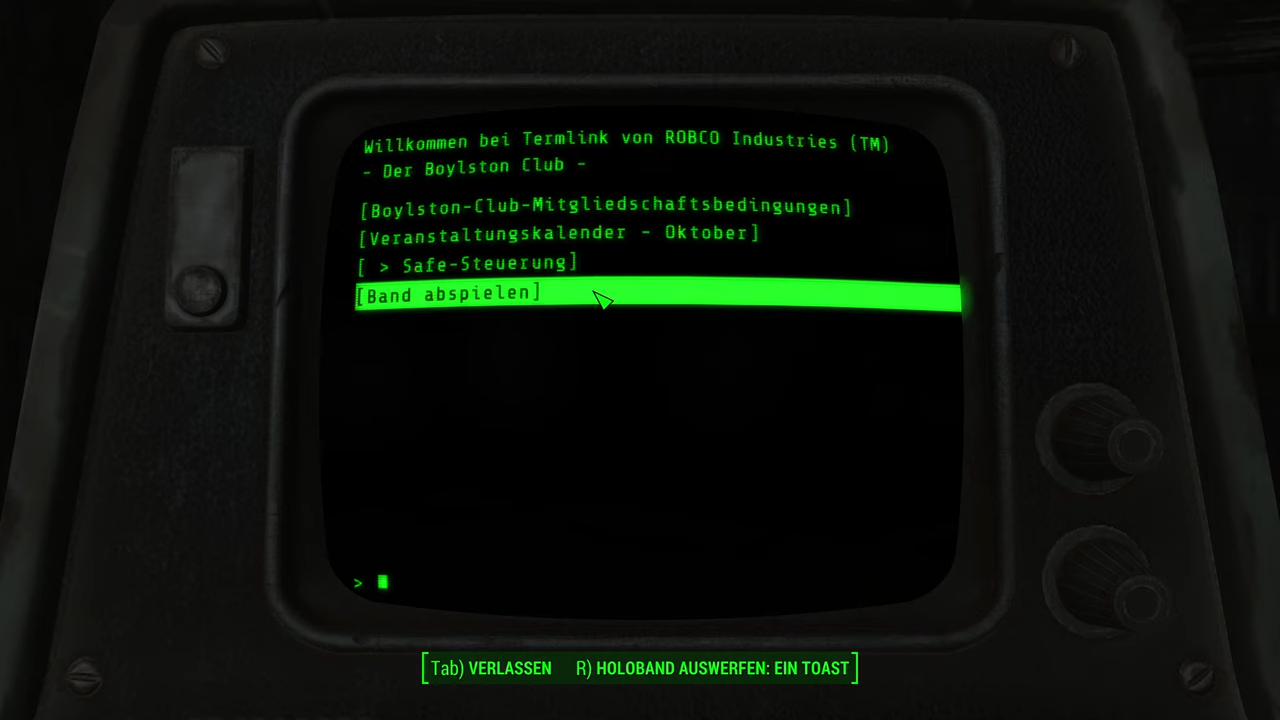 Willkommen bei Termlink von ROBCO Industries (TM)
- Der Boylston Club -
[Boylston-Club-Mitgliedschaftsbedingungen]
[Veranstaltungskalender - Oktober]
[ > Safe-Steuerung]
[Band abspielen]
>
Tab) VERLASSEN R) HOLOBAND AUSWERFEN: EIN TOAST